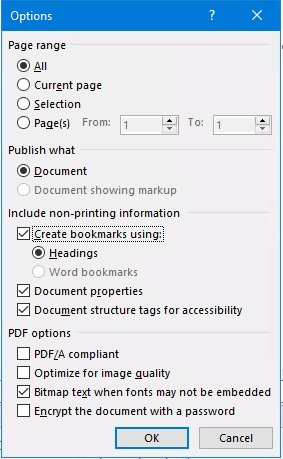 Options
Page range
All
Current page
Selection
Page(s) From: 1 To: 1
Publish what
Document
Document showing markup
Include non-printing information
Create bookmarks using:
Headings
Word bookmarks
Document properties
Document structure tags for accessibility
PDF options
PDF/A compliant
Optimize for image quality
Bitmap text when fonts may not be embedded
Encrypt the document with a password
OK Cancel